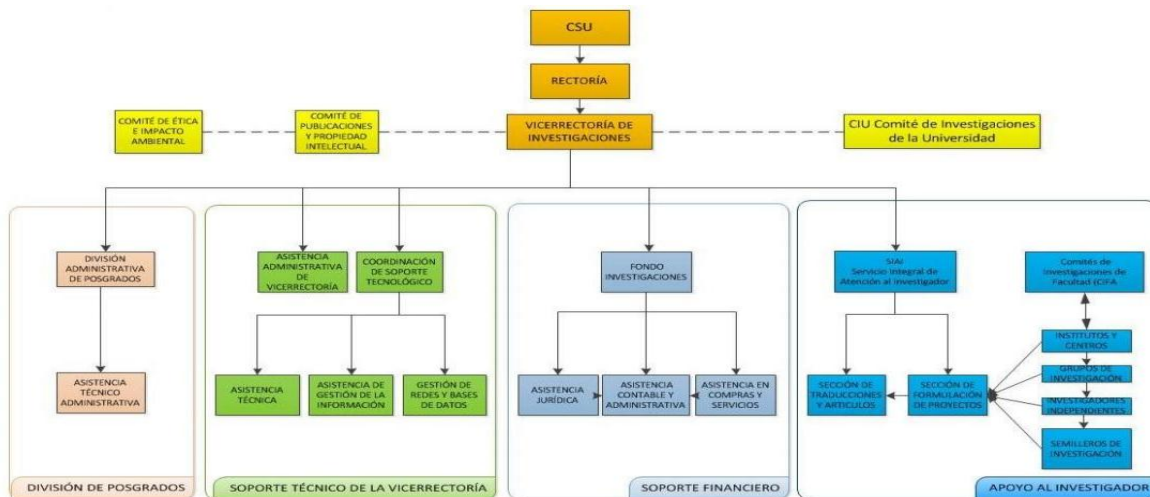 CSU
RECTORÍA
COMITÉ DE ÉTICA
E IMPACTO
AMBIENTAL
COMITÉ DE
PUBLICACIONES
Y PROPIEDAD
INTELECTUAL
VICERRECTORÍA DE
INVESTIGACIONES
CIU Comité de Investigaciones
de la Universidad
DIVISIÓN
ADMINISTRATIVA
DE POSGRADOS
ASISTENCIA
TÉCNICO
ADMINISTRATIVA
DIVISIÓN DE POSGRADOS
ASISTENCIA
ADMINISTRATIVA
DE
VICERRECTORÍA
COORDINACIÓN
DE SOPORTE
TECNOLÓGICO
ASISTENCIA
TÉCNICA
ASISTENCIA DE
GESTIÓN DE LA
INFORMACIÓN
GESTIÓN DE
REDES Y BASES
DE DATOS
SOPORTE TÉCNICO DE LA VICERRECTORÍA
FONDO
INVESTIGACIONES
ASISTENCIA
JURÍDICA
ASISTENCIA
CONTABLE Y
ADMINISTRATIVA
ASISTENCIA EN
COMPRAS Y
SERVICIOS
SOPORTE FINANCIERO
SIAI
Servicio Integral de
Atención al Investigador
Comités de
Investigaciones de
Facultad (CIFA
INSTITUTOS Y
CENTROS
GRUPOS DE
INVESTIGACIÓN
INVESTIGADORES
INDEPENDIENTES
SEMILLEROS DE
INVESTIGACIÓN
SECCIÓN DE
TRADUCCIONES
Y ARTICULOS
SECCIÓN DE
FORMULACIÓN
DE PROYECTOS
APOYO AL INVESTIGADOR